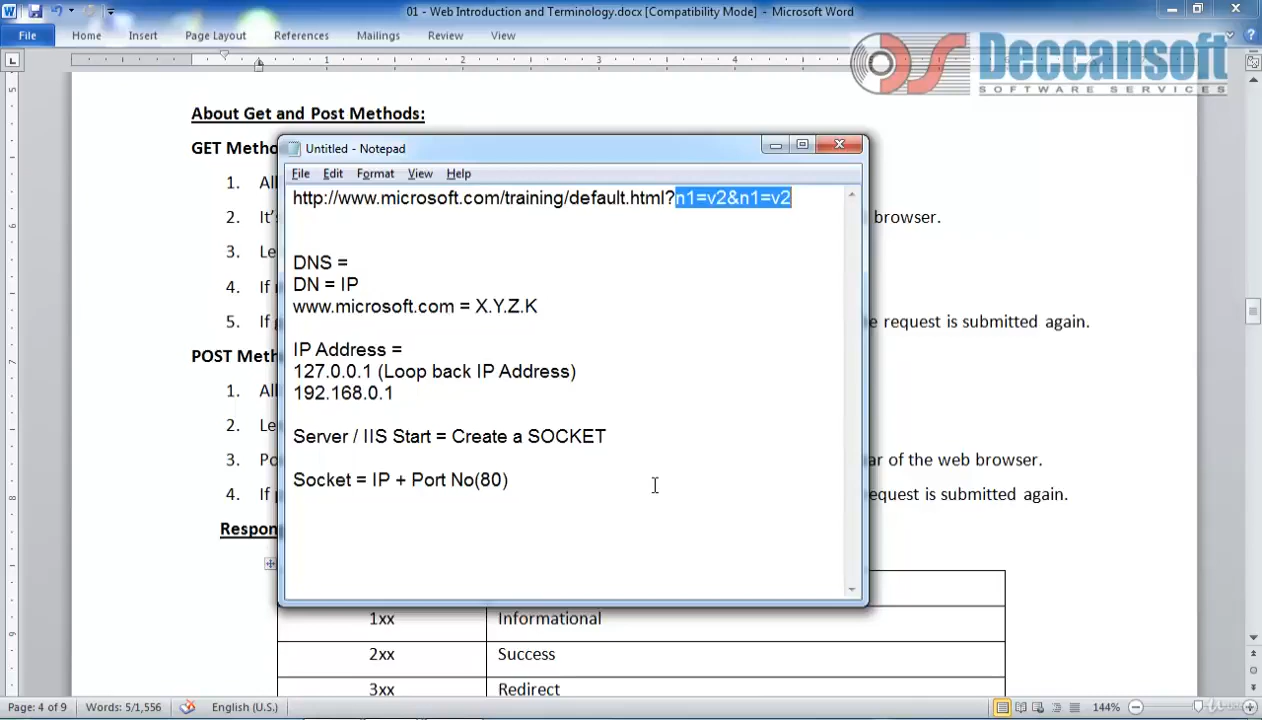 01 - Web Introduction and Terminology.docx [Compatibility Mode] - Microsoft Word
File Home Insert Page Layout References Mailings Review View
Deccansoft
SOFTWARE SERVICES
1 2 3 4
About Get and Post Methods:
GET Metho
1. All
2. It's browser.
3. Le
4. If
5. If e request is submitted again.
POST Meth
1. All
2. Le
3. Po ar of the web browser.
4. If request is submitted again.
Respon
1xx Informational
2xx Success
3xx Redirect
Untitled - Notepad
File Edit Format View Help
http://www.microsoft.com/training/default.html?n1=v2&n1=v2
DNS =
DN = IP
www.microsoft.com = X.Y.Z.K
IP Address =
127.0.0.1 (Loop back IP Address)
192.168.0.1
Server / IIS Start = Create a SOCKET
Socket = IP + Port No(80)
Page: 4 of 9 Words: 5/1,556 English (U.S.) 144%